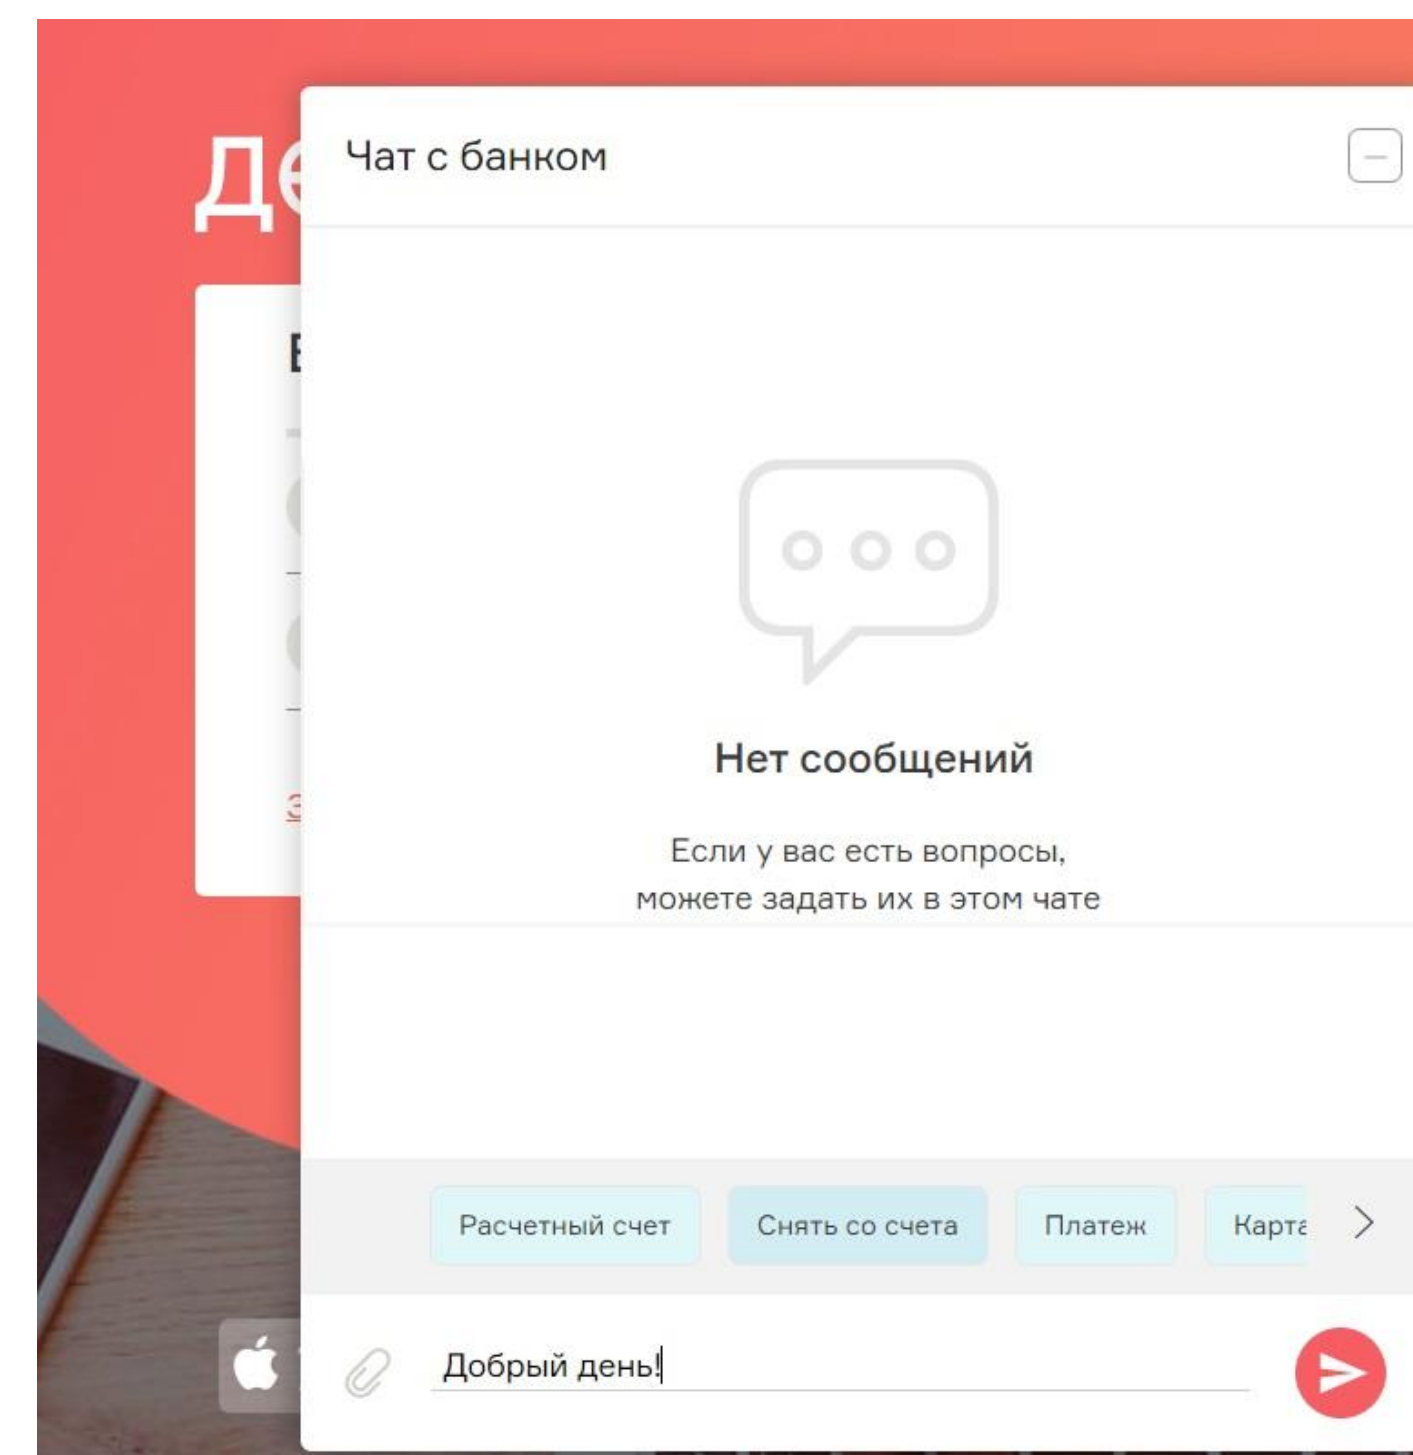 Чат с банком
Нет сообщений
Если у вас есть вопросы,
можете задать их в этом чате
Расчетный счет
Снять со счета
Платеж
Карта
Добрый день!